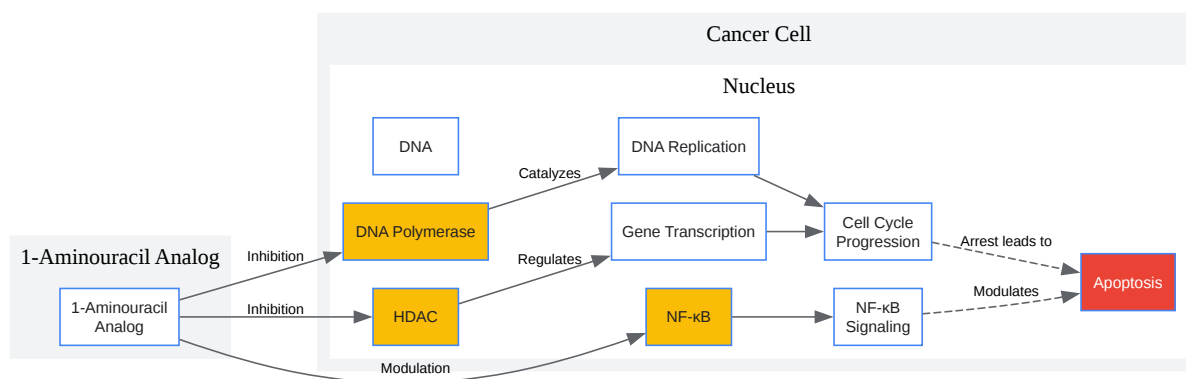 Cancer Cell
Nucleus
DNA
DNA Replication
Catalyzes
DNA Polymerase
Gene Transcription
Cell Cycle
Progression
1-Aminouracil Analog
Inhibition
Regulates
Arrest leads to
Apoptosis
1-Aminouracil
Analog
Inhibition
HDAC
NF-κB
NF-κB
Signaling
Modulates
Modulation